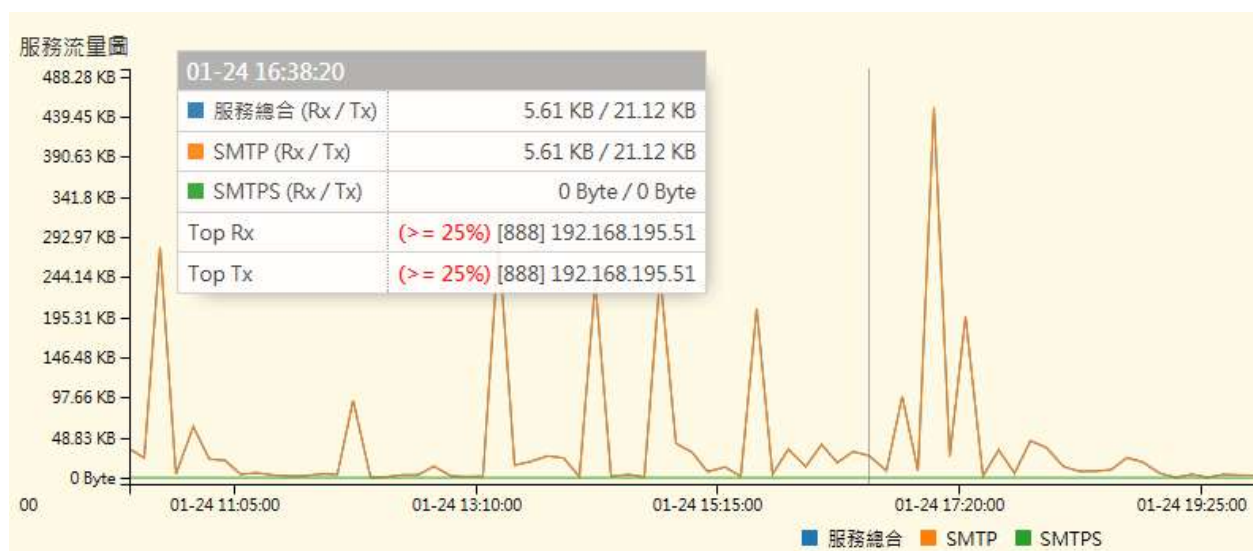 服務流量圖
488.28 KB
439.45 KB
390.63 KB
341.8 KB
292.97 KB
244.14 KB
195.31 KB
146.48 KB
97.66 KB
48.83 KB
0 Byte
01-24 16:38:20
服務總合 (Rx / Tx) 5.61 KB / 21.12 KB
SMTP (Rx / Tx) 5.61 KB / 21.12 KB
SMTPS (Rx / Tx) 0 Byte / 0 Byte
Top Rx (>= 25%) [888] 192.168.195.51
Top Tx (>= 25%) [888] 192.168.195.51
00 01-24 11:05:00 01-24 13:10:00 01-24 15:15:00 01-24 17:20:00 01-24 19:25:00
服務總合 SMTP SMTPS